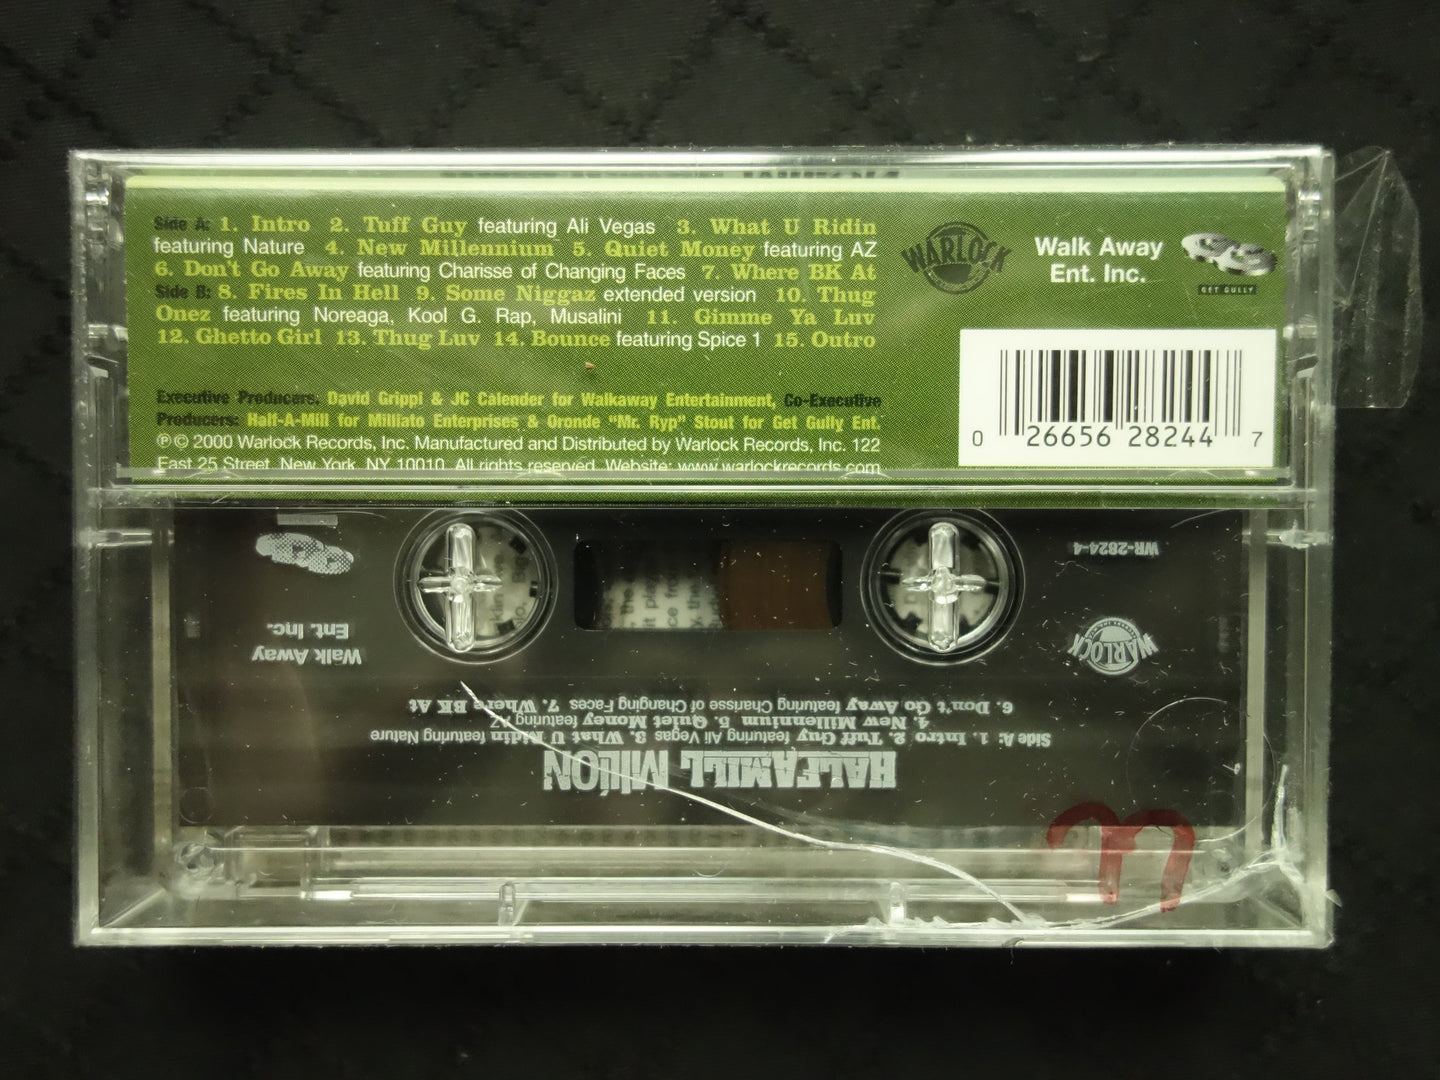 Side A: 1. Intro 2. Tuff Guy featuring Ali Vegas 3. What U Ridin
featuring Nature 4. New Millennium 5. Quiet Money featuring AZ
6. Don't Go Away featuring Charisse of Changing Faces 7. Where BK At
Side B: 8. Fires In Hell 9. Some Niggaz extended version 10. Thug
Onez featuring Noreaga, Kool G. Rap, Musalini 11. Gimme Ya Luv
12. Ghetto Girl 13. Thug Luv 14. Bounce featuring Spice 1 15. Outro
Executive Producers: David Grippl & JC Calender for Walkaway Entertainment, Co-Executive
Producers: Half-A-Mill for Milliato Enterprises & Oronde "Mr. Ryp" Stout for Get Gully Ent.
℗© 2000 Warlock Records, Inc. Manufactured and Distributed by Warlock Records, Inc. 122
East 25 Street, New York, NY 10010. All rights reserved. Website: www.warlockrecords.com
WARLOCK
Walk Away
Ent. Inc.
GET GULLY
0 26656 28244 7
WR-2824-4
WARLOCK
Walk Away
Ent. Inc.
HALFAMILL MILIÓN
Side A: 1. Intro 2. Tuff Guy featuring Ali Vegas 3. What U Ridin featuring Nature
4. New Millennium 5. Quiet Money featuring AZ
6. Don't Go Away featuring Charisse of Changing Faces 7. Where BK At